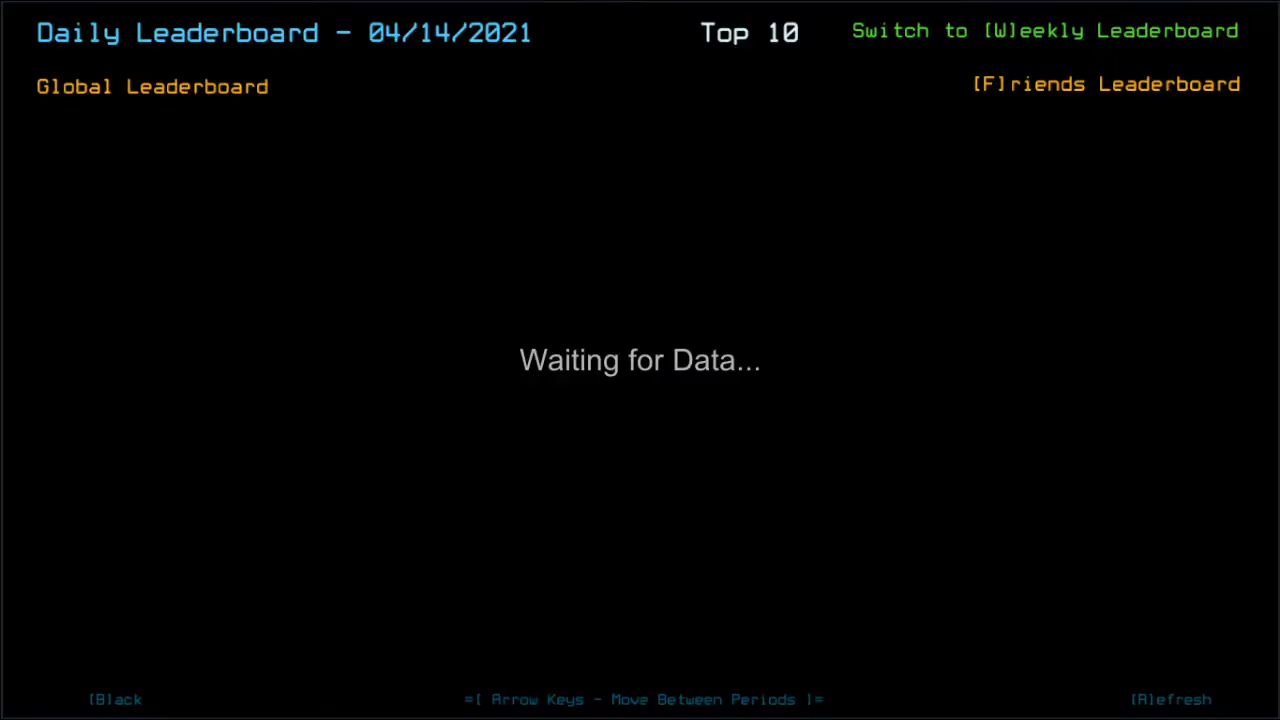 Daily Leaderboard - 04/14/2021 Top 10 Switch to [W]eekly Leaderboard
Global Leaderboard [F]riends Leaderboard
Waiting for Data...
[B]ack =[ Arrow Keys - Move Between Periods ]= [R]efresh